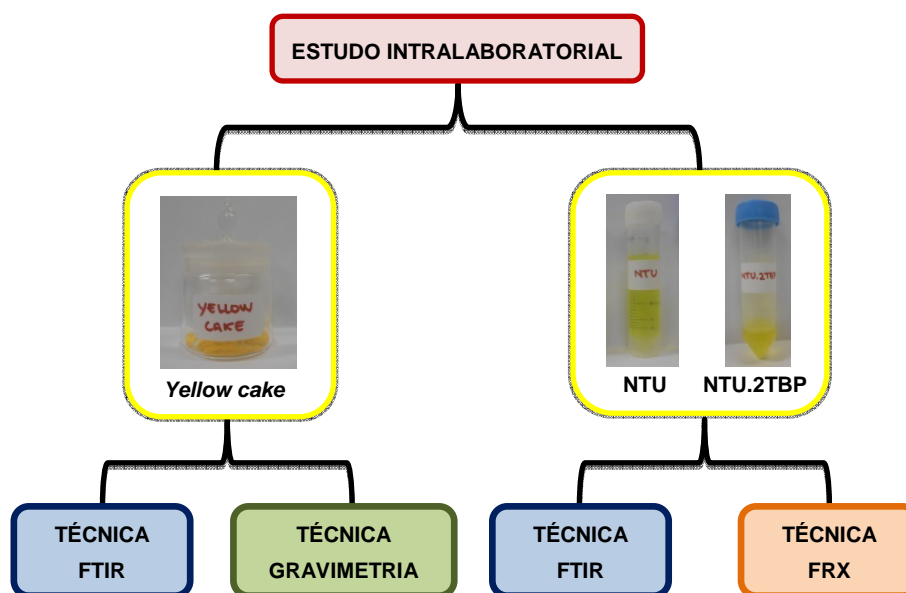 ESTUDO INTRALABORATORIAL
YELLOW
CAKE
Yellow cake
NTU
NTU.2TBP
NTU
NTU.2TBP
TÉCNICA
FTIR
TÉCNICA
GRAVIMETRIA
TÉCNICA
FTIR
TÉCNICA
FRX